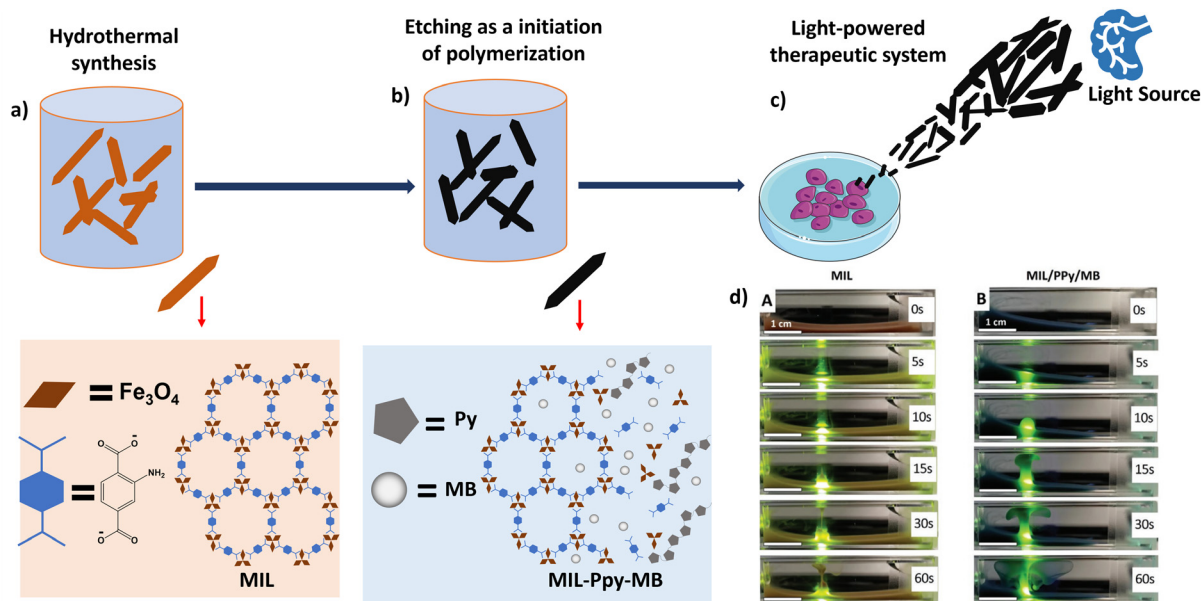 Hydrothermal
synthesis
a)
Etching as a initiation
of polymerization
b)
Light-powered
therapeutic system
c)
Light Source
= Fe₃O₄
=
O
O⁻
NH₂
O⁻
O
MIL
= Py
= MB
MIL-Ppy-MB
d)
MIL
A
0s
1 cm
5s
10s
15s
30s
60s
MIL/PPy/MB
B
0s
1 cm
5s
10s
15s
30s
60s